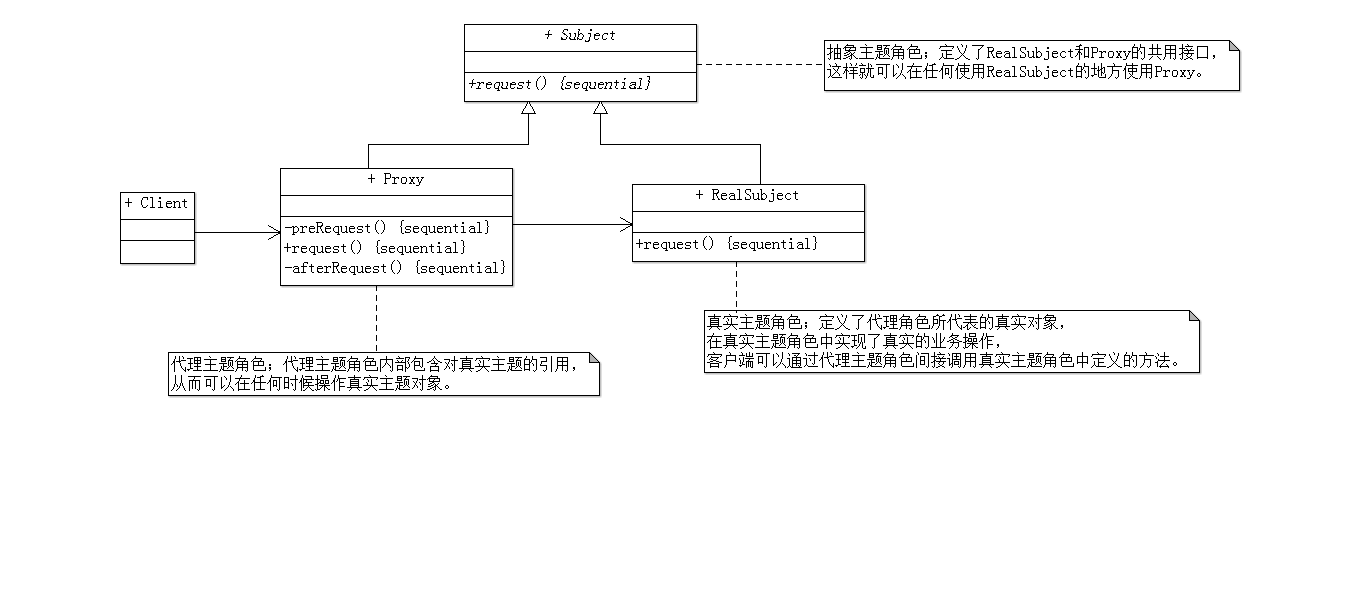 + Subject
+request() {sequential}
抽象主题角色；定义了RealSubject和Proxy的共用接口，
这样就可以在任何使用RealSubject的地方使用Proxy。
+ Client
+ Proxy
-preRequest() {sequential}
+request() {sequential}
-afterRequest() {sequential}
+ RealSubject
+request() {sequential}
代理主题角色；代理主题角色内部包含对真实主题的引用，
从而可以在任何时候操作真实主题对象。
真实主题角色；定义了代理角色所代表的真实对象，
在真实主题角色中实现了真实的业务操作，
客户端可以通过代理主题角色间接调用真实主题角色中定义的方法。